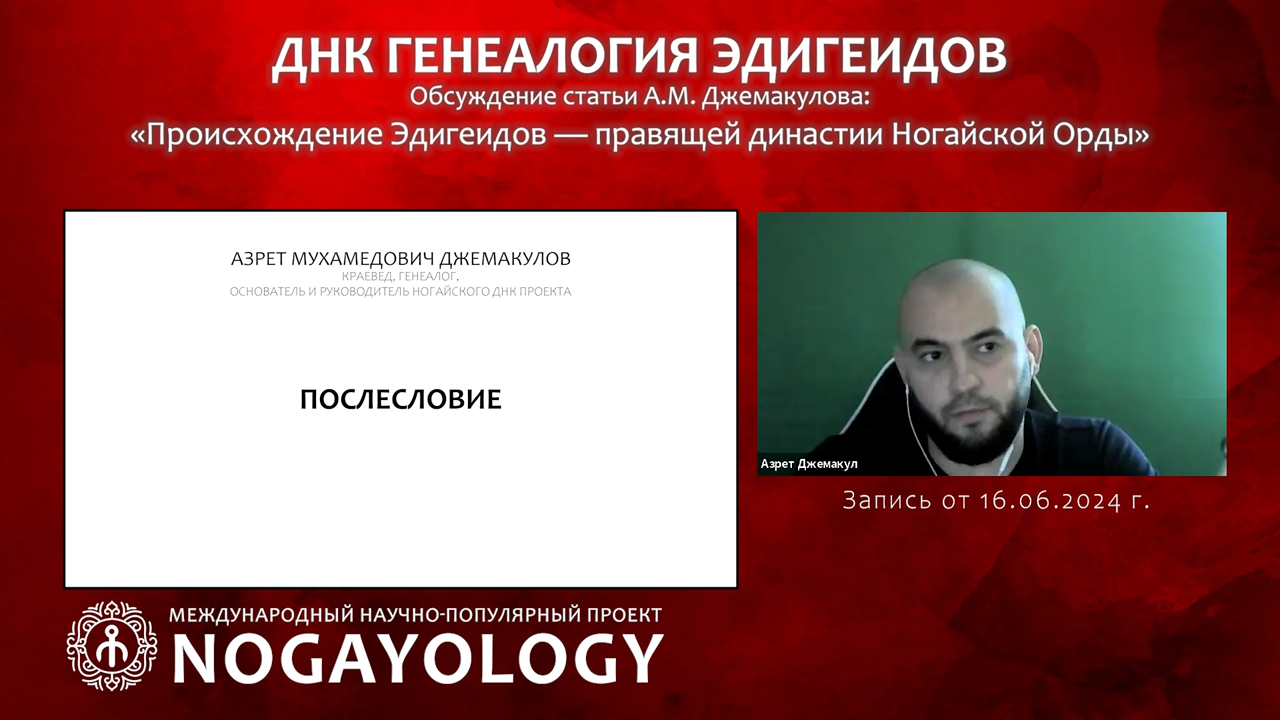 ДНК ГЕНЕАЛОГИЯ ЭДИГЕИДОВ
Обсуждение статьи А.М. Джемакулова:
«Происхождение Эдигеидов — правящей династии Ногайской Орды»
АЗРЕТ МУХАМЕДОВИЧ ДЖЕМАКУЛОВ
КРАЕВЕД, ГЕНЕАЛОГ,
ОСНОВАТЕЛЬ И РУКОВОДИТЕЛЬ НОГАЙСКОГО ДНК ПРОЕКТА
ПОСЛЕСЛОВИЕ
Азрет Джемакул
Запись от 16.06.2024 г.
МЕЖДУНАРОДНЫЙ НАУЧНО-ПОПУЛЯРНЫЙ ПРОЕКТ
NOGAYOLOGY